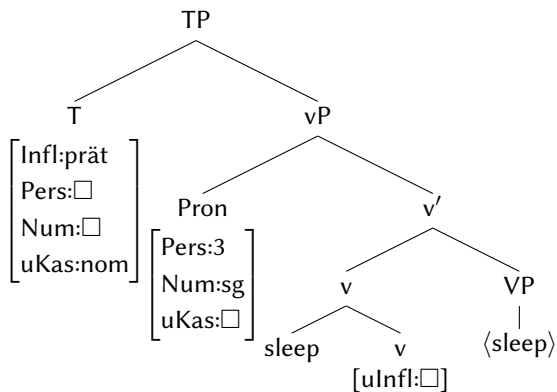 TP
T vP
Infl:prät
Pers:□
Num:□
uKas:nom
Pron v′
Pers:3
Num:sg
uKas:□
v VP
sleep v ⟨sleep⟩
[uInfl:□]